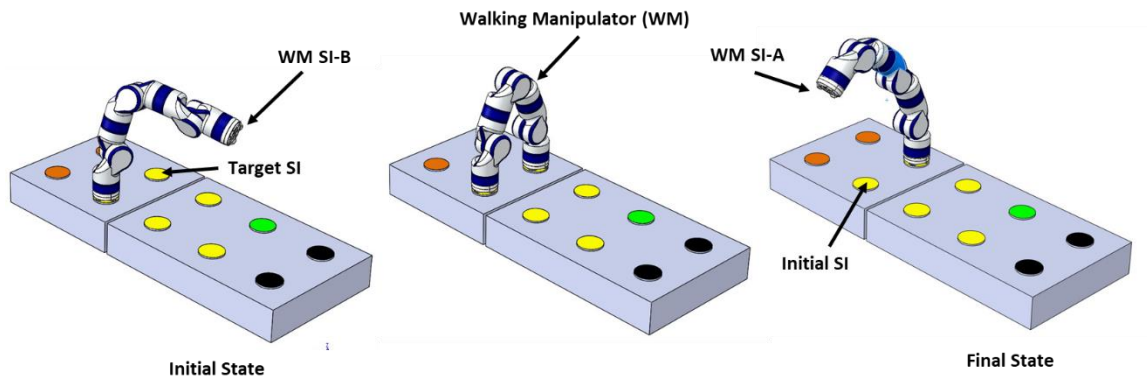 Walking Manipulator (WM)
WM SI-B
WM SI-A
Target SI
Initial SI
Initial State
Final State